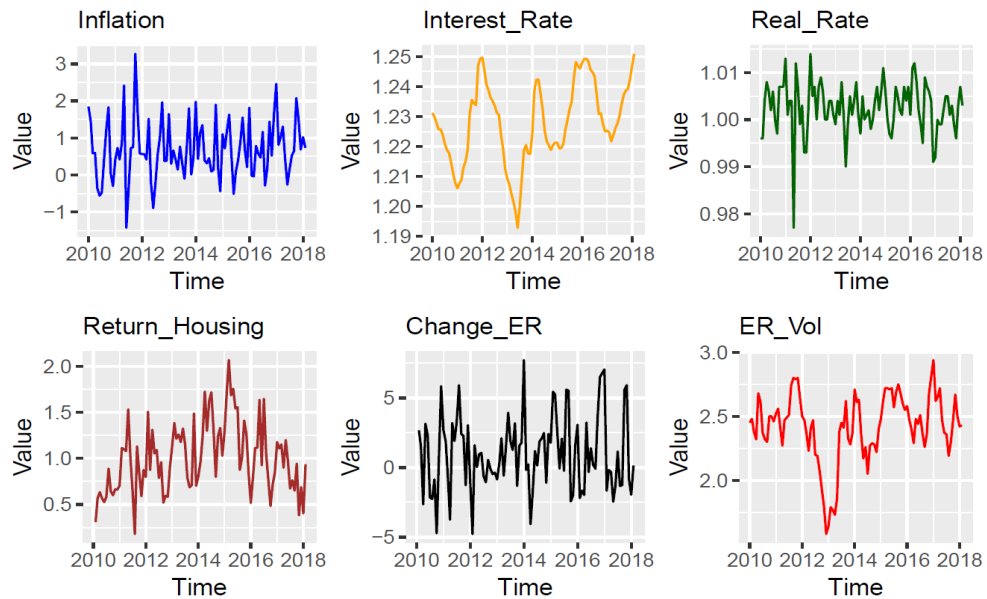 Inflation
Value
3
2
1
0
−1
2010 2012 2014 2016 2018
Time
Interest_Rate
Value
1.25
1.24
1.23
1.22
1.21
1.20
1.19
2010 2012 2014 2016 2018
Time
Real_Rate
Value
1.01
1.00
0.99
0.98
2010 2012 2014 2016 2018
Time
Return_Housing
Value
2.0
1.5
1.0
0.5
2010 2012 2014 2016 2018
Time
Change_ER
Value
5
0
−5
2010 2012 2014 2016 2018
Time
ER_Vol
Value
3.0
2.5
2.0
2010 2012 2014 2016 2018
Time